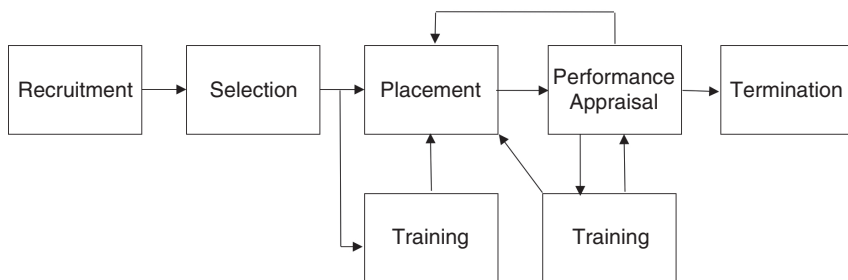 Recruitment
Selection
Placement
Performance
Appraisal
Termination
Training
Training